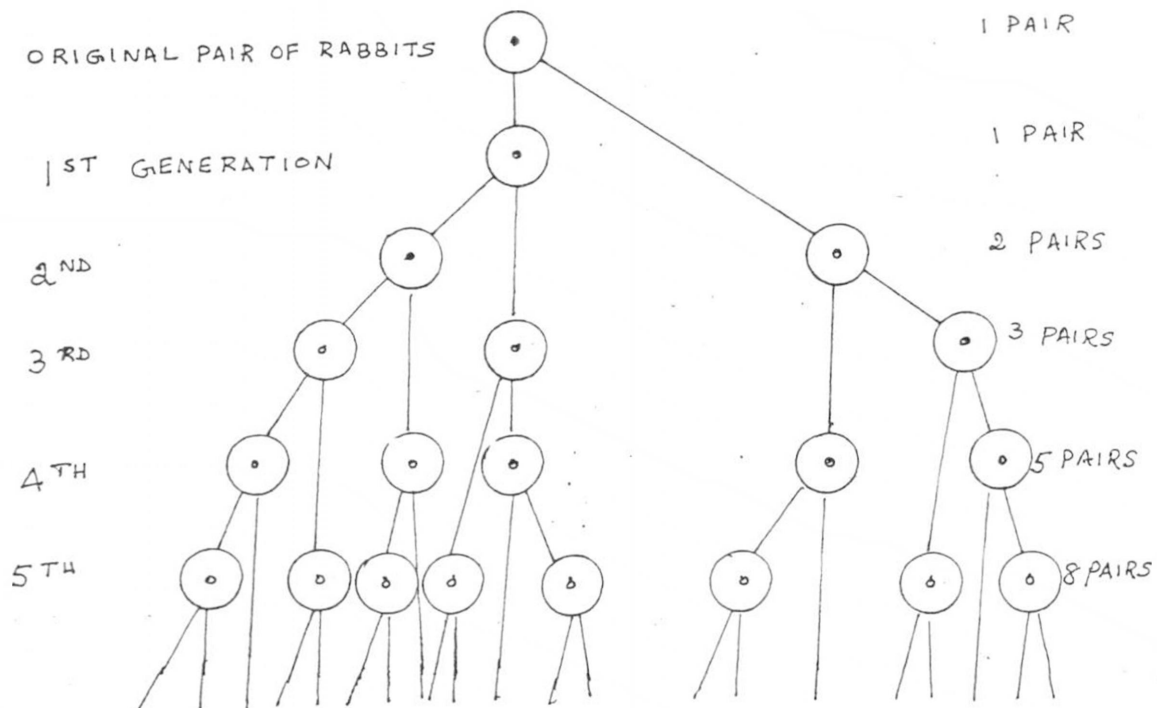 ORIGINAL PAIR OF RABBITS
1 PAIR
1ST GENERATION
1 PAIR
2ND
2 PAIRS
3RD
3 PAIRS
4TH
5 PAIRS
5TH
8 PAIRS